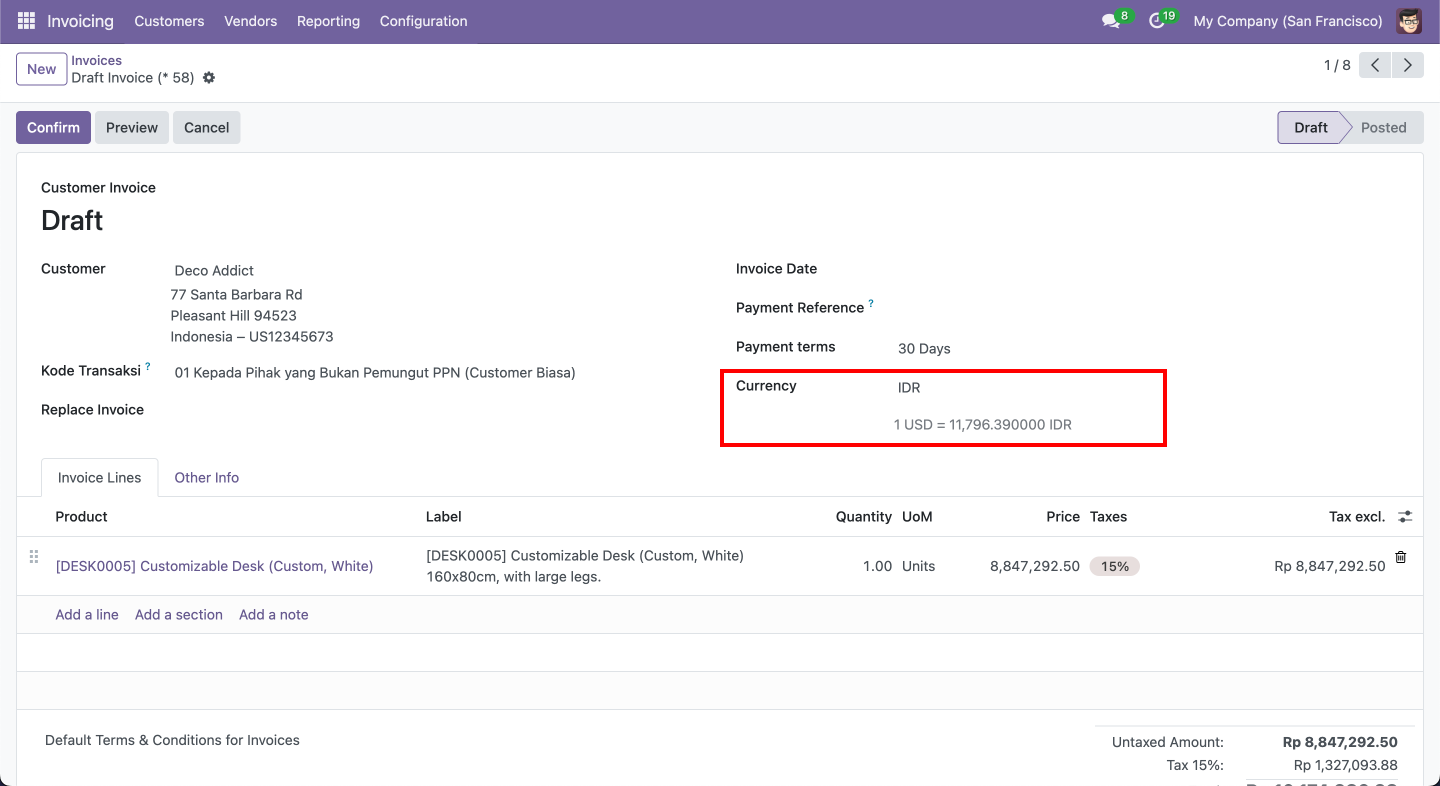 Invoicing Customers Vendors Reporting Configuration 8 19 My Company (San Francisco)
New Invoices
Draft Invoice (* 58) 1 / 8
Confirm Preview Cancel Draft Posted
Customer Invoice
Draft
Customer Deco Addict
77 Santa Barbara Rd
Pleasant Hill 94523
Indonesia – US12345673
Kode Transaksi ? 01 Kepada Pihak yang Bukan Pemungut PPN (Customer Biasa)
Replace Invoice
Invoice Date
Payment Reference ?
Payment terms 30 Days
Currency IDR
1 USD = 11,796.390000 IDR
Invoice Lines Other Info
Product Label Quantity UoM Price Taxes Tax excl.
[DESK0005] Customizable Desk (Custom, White) [DESK0005] Customizable Desk (Custom, White) 1.00 Units 8,847,292.50 15% Rp 8,847,292.50
160x80cm, with large legs.
Add a line Add a section Add a note
Default Terms & Conditions for Invoices
Untaxed Amount: Rp 8,847,292.50
Tax 15%: Rp 1,327,093.88